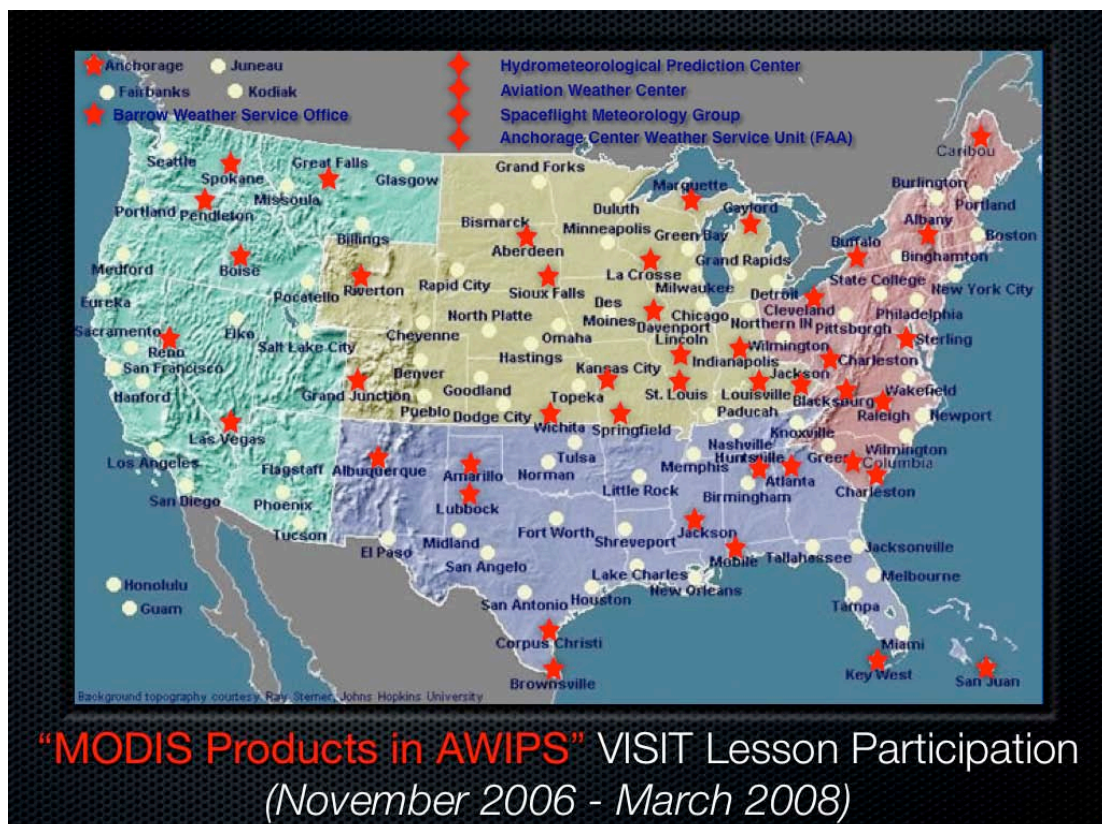 Anchorage Juneau
Fairbanks Kodiak
Barrow Weather Service Office
Hydrometeorological Prediction Center
Aviation Weather Center
Spaceflight Meteorology Group
Anchorage Center Weather Service Unit (FAA)
Seattle
Spokane
Great Falls
Glasgow
Missoula
Portland
Pendleton
Billings
Medford
Boise
Eureka
Pocatello
Riverton
Sacramento
Reno
Elko
Salt Lake City
San Francisco
Hanford
Grand Junction
Las Vegas
Los Angeles
Flagstaff
San Diego
Phoenix
Tucson
Grand Forks
Bismarck
Duluth
Marquette
Gaylord
Minneapolis
Aberdeen
Green Bay
Grand Rapids
La Crosse
Rapid City
Sioux Falls
Milwaukee
Des
Moines
Davenport
Chicago
Detroit
Northern IN
North Platte
Cheyenne
Omaha
Lincoln
Hastings
Indianapolis
Wilmington
Denver
Goodland
Kansas City
Topeka
St. Louis
Louisville
Jackson
Pueblo
Dodge City
Wichita
Springfield
Paducah
Caribou
Burlington
Portland
Albany
Boston
Buffalo
Binghamton
State College
New York City
Cleveland
Pittsburgh
Philadelphia
Sterling
Charleston
Blacksburg
Wakefield
Raleigh
Newport
Wilmington
Greer
Columbia
Charleston
Albuquerque
Amarillo
Lubbock
Tulsa
Norman
Nashville
Knoxville
Memphis
Huntsville
Little Rock
Birmingham
Atlanta
El Paso
Midland
San Angelo
Fort Worth
Shreveport
Jackson
Mobile
Tallahassee
Jacksonville
Lake Charles
New Orleans
Melbourne
San Antonio
Houston
Tampa
Corpus Christi
Miami
Brownsville
Key West
San Juan
Honolulu
Guam
Background topography courtesy Ray Sterner, Johns Hopkins University
“MODIS Products in AWIPS” VISIT Lesson Participation
(November 2006 - March 2008)